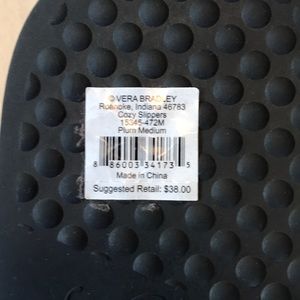 © VERA BRADLEY
Roanoke, Indiana 46783
Cozy Slippers
15345-472M
Plum Medium
8 86003 34173 5
Made in China
Suggested Retail: $38.00